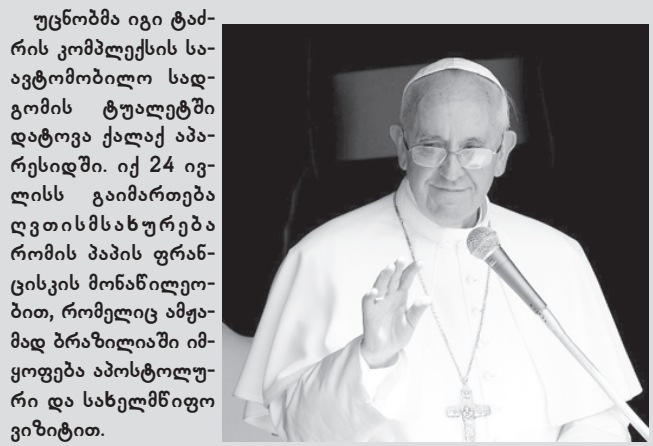 უცნობმა იგი ტაძ-
რის კომპლექსის სა-
ავტომობილო სად-
გომის ტუალეტში
დატოვა ქალაქ აპა-
რესიდში. იქ 24 ივ-
ლისს გაიმართება
ღვთისმსახურება
რომის პაპის ფრან-
ცისკის მონაწილეო-
ბით, რომელიც ამჟა-
მად ბრაზილიაში იმ-
ყოფება აპოსტოლუ-
რი და სახელმწიფო
ვიზიტით.